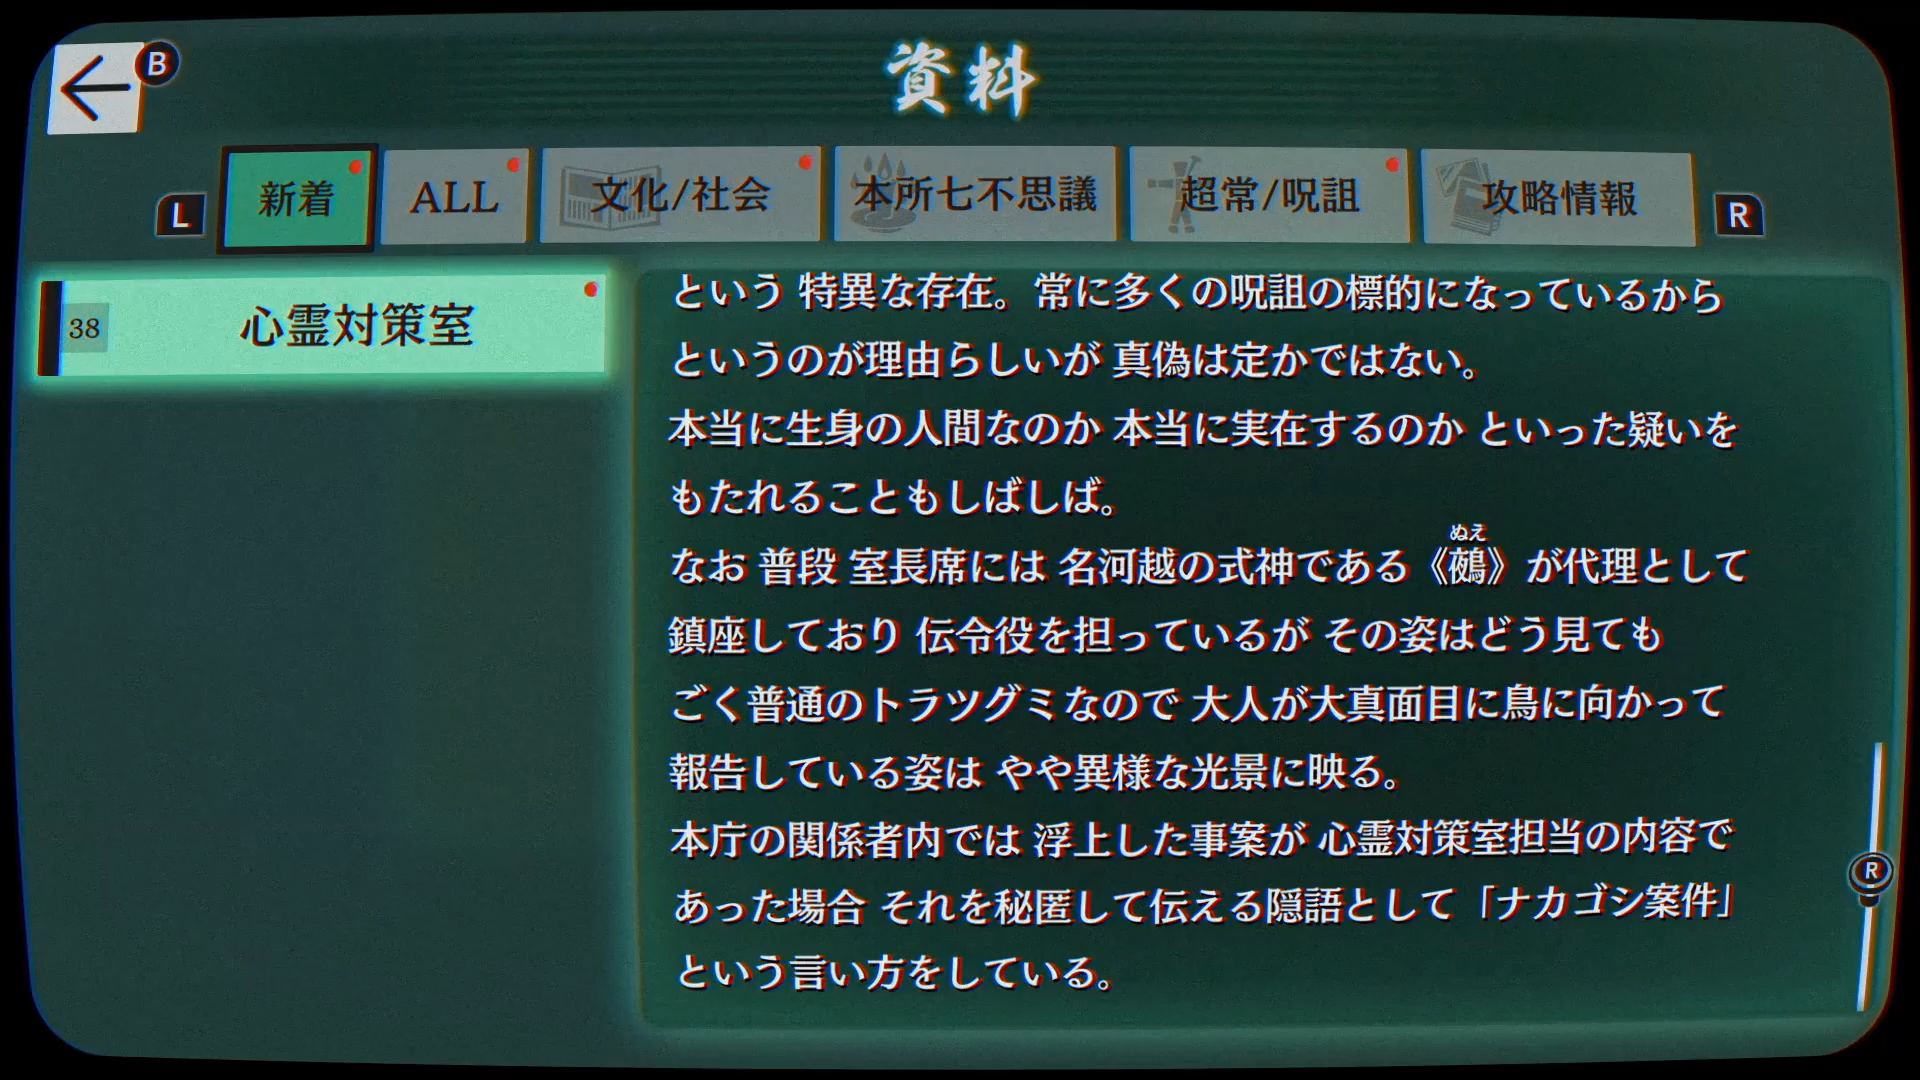 B
資料
L
新着
ALL
文化/社会
本所七不思議
超常/呪詛
攻略情報
R
38
心霊対策室
という 特異な存在。常に多くの呪詛の標的になっているから
というのが理由らしいが 真偽は定かではない。
本当に生身の人間なのか 本当に実在するのか といった疑いを
もたれることもしばしば。
ぬえ
なお 普段 室長席には 名河越の式神である《鵺》が代理として
鎮座しており 伝令役を担っているが その姿はどう見ても
ごく普通のトラツグミなので 大人が大真面目に鳥に向かって
報告している姿は やや異様な光景に映る。
本庁の関係者内では 浮上した事案が 心霊対策室担当の内容で
あった場合 それを秘匿して伝える隠語として「ナカゴシ案件」
という言い方をしている。
R